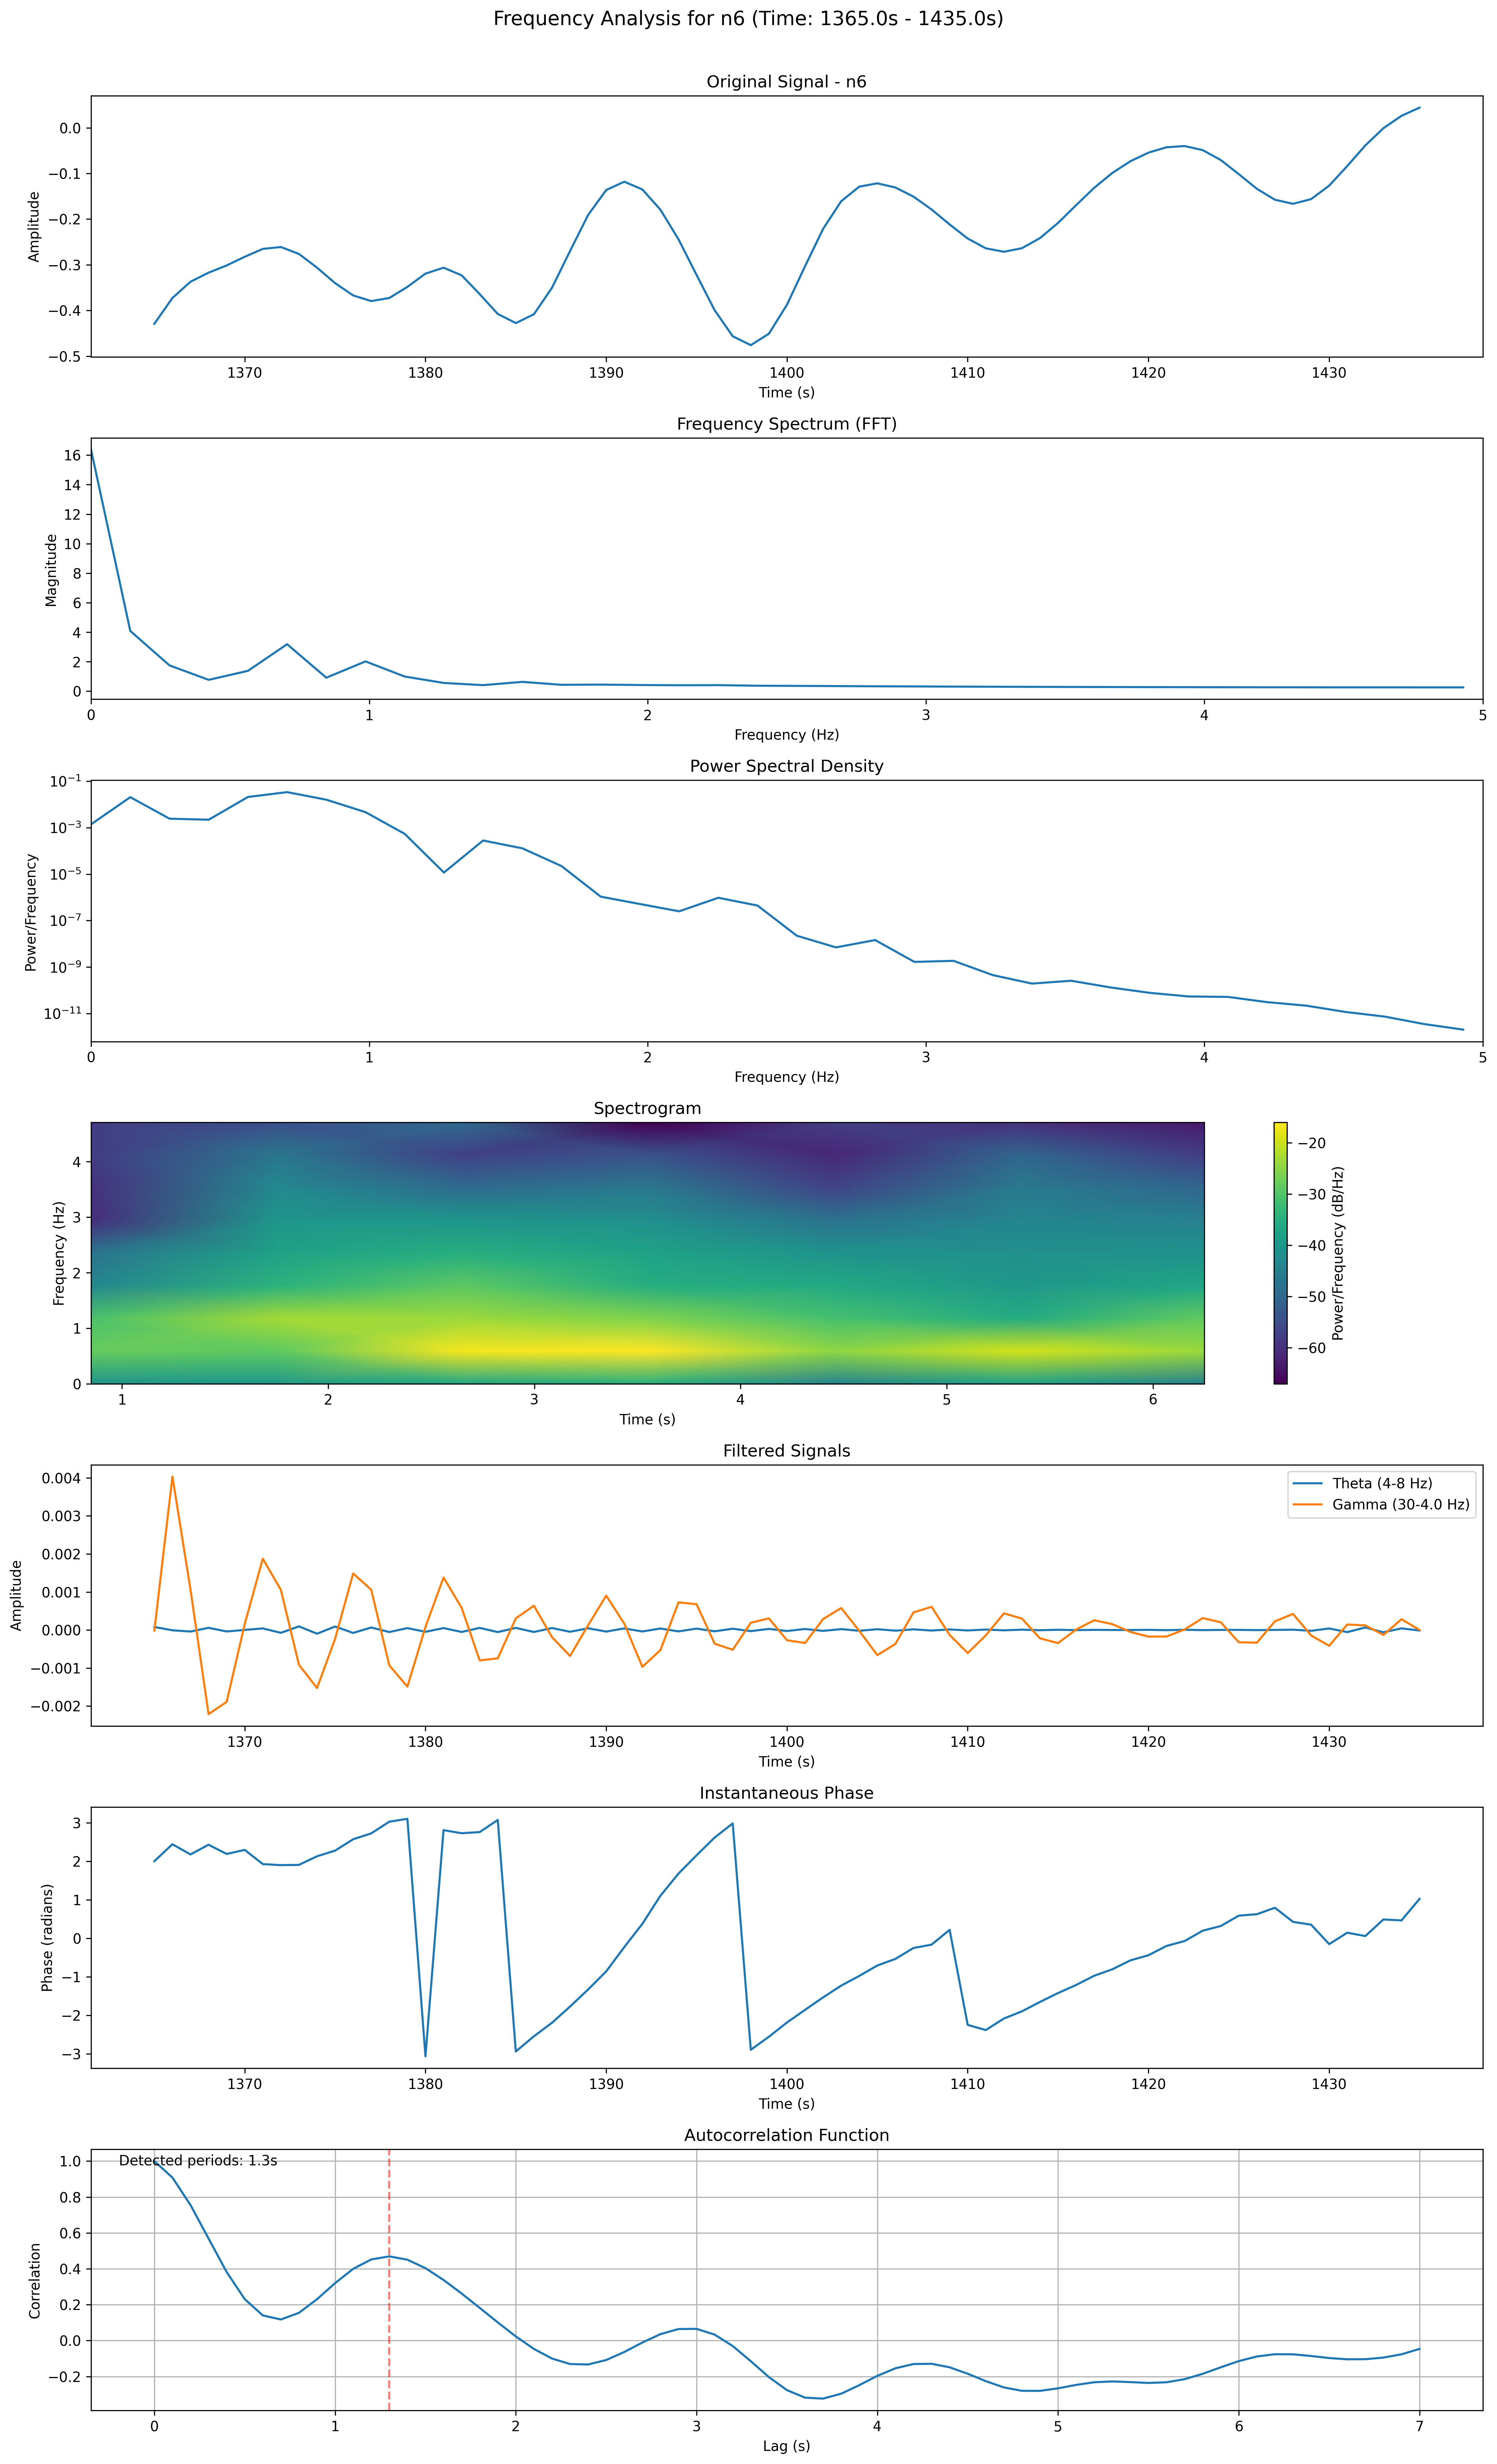 Frequency Analysis for n6 (Time: 1365.0s - 1435.0s)
Original Signal - n6
Amplitude
0.0
−0.1
−0.2
−0.3
−0.4
−0.5
1370 1380 1390 1400 1410 1420 1430
Time (s)
Frequency Spectrum (FFT)
Magnitude
16
14
12
10
8
6
4
2
0
0 1 2 3 4 5
Frequency (Hz)
Power Spectral Density
Power/Frequency
10⁻¹
10⁻³
10⁻⁵
10⁻⁷
10⁻⁹
10⁻¹¹
0 1 2 3 4 5
Frequency (Hz)
Spectrogram
Frequency (Hz)
4
3
2
1
0
1 2 3 4 5 6
Time (s)
−20
−30
−40
−50
−60
Power/Frequency (dB/Hz)
Filtered Signals
Amplitude
0.004
0.003
0.002
0.001
0.000
−0.001
−0.002
Theta (4-8 Hz)
Gamma (30-4.0 Hz)
1370 1380 1390 1400 1410 1420 1430
Time (s)
Instantaneous Phase
Phase (radians)
3
2
1
0
−1
−2
−3
1370 1380 1390 1400 1410 1420 1430
Time (s)
Autocorrelation Function
Detected periods: 1.3s
Correlation
1.0
0.8
0.6
0.4
0.2
0.0
−0.2
0 1 2 3 4 5 6 7
Lag (s)